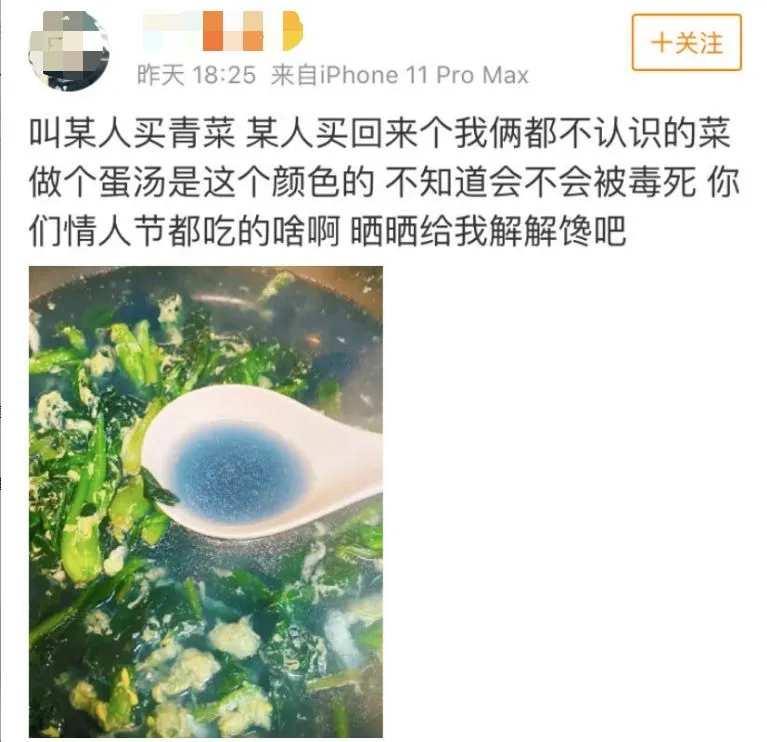 +关注
昨天 18:25 来自iPhone 11 Pro Max
叫某人买青菜 某人买回来个我俩都不认识的菜
做个蛋汤是这个颜色的 不知道会不会被毒死 你
们情人节都吃的啥啊 晒晒给我解解馋吧